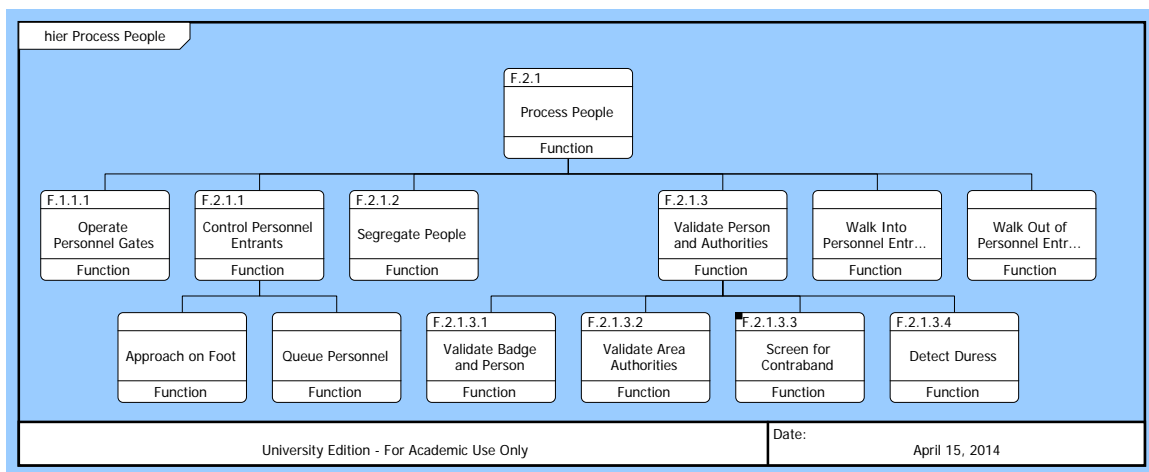 hier Process People
F.2.1
Process People
Function
F.1.1.1
Operate
Personnel Gates
Function
F.2.1.1
Control Personnel
Entrants
Function
F.2.1.2
Segregate People
Function
F.2.1.3
Validate Person
and Authorities
Function
Walk Into
Personnel Entr...
Function
Walk Out of
Personnel Entr...
Function
Approach on Foot
Function
Queue Personnel
Function
F.2.1.3.1
Validate Badge
and Person
Function
F.2.1.3.2
Validate Area
Authorities
Function
F.2.1.3.3
Screen for
Contraband
Function
F.2.1.3.4
Detect Duress
Function
University Edition - For Academic Use Only
Date:
April 15, 2014